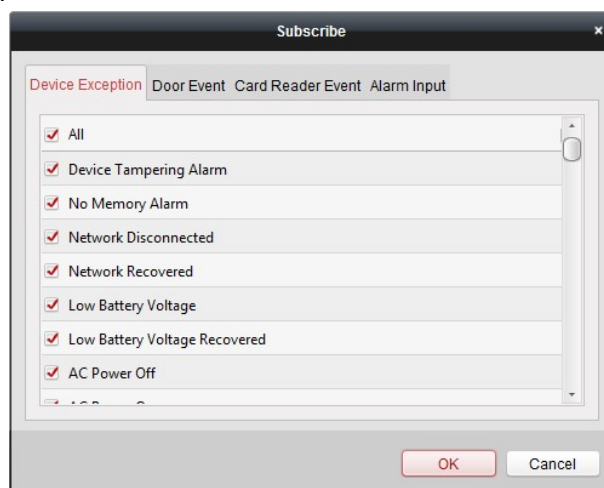 Subscribe
Device Exception Door Event Card Reader Event Alarm Input
All
Device Tampering Alarm
No Memory Alarm
Network Disconnected
Network Recovered
Low Battery Voltage
Low Battery Voltage Recovered
AC Power Off
OK Cancel